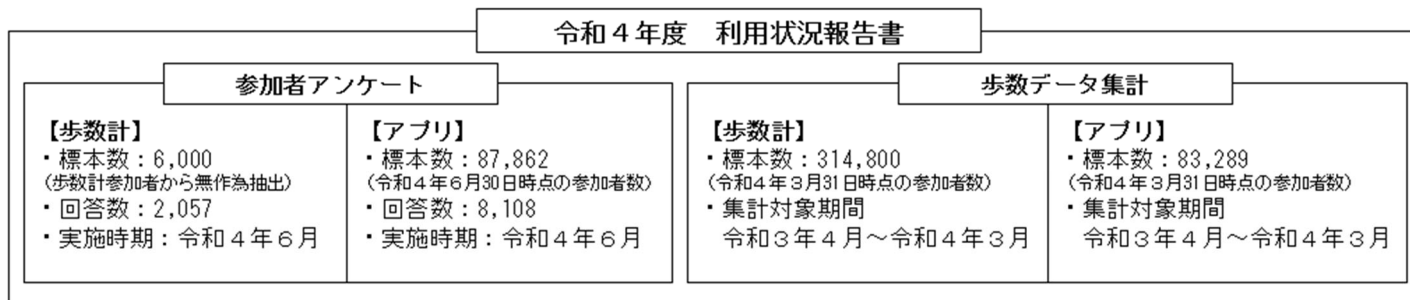 令和４年度　利用状況報告書
参加者アンケート
【歩数計】
・標本数：6,000
（歩数計参加者から無作為抽出）
・回答数：2,057
・実施時期：令和４年６月
【アプリ】
・標本数：87,862
（令和４年６月30日時点の参加者数）
・回答数：8,108
・実施時期：令和４年６月
歩数データ集計
【歩数計】
・標本数：314,800
（令和４年３月31日時点の参加者数）
・集計対象期間
令和３年４月～令和４年３月
【アプリ】
・標本数：83,289
（令和４年３月31日時点の参加者数）
・集計対象期間
令和３年４月～令和４年３月